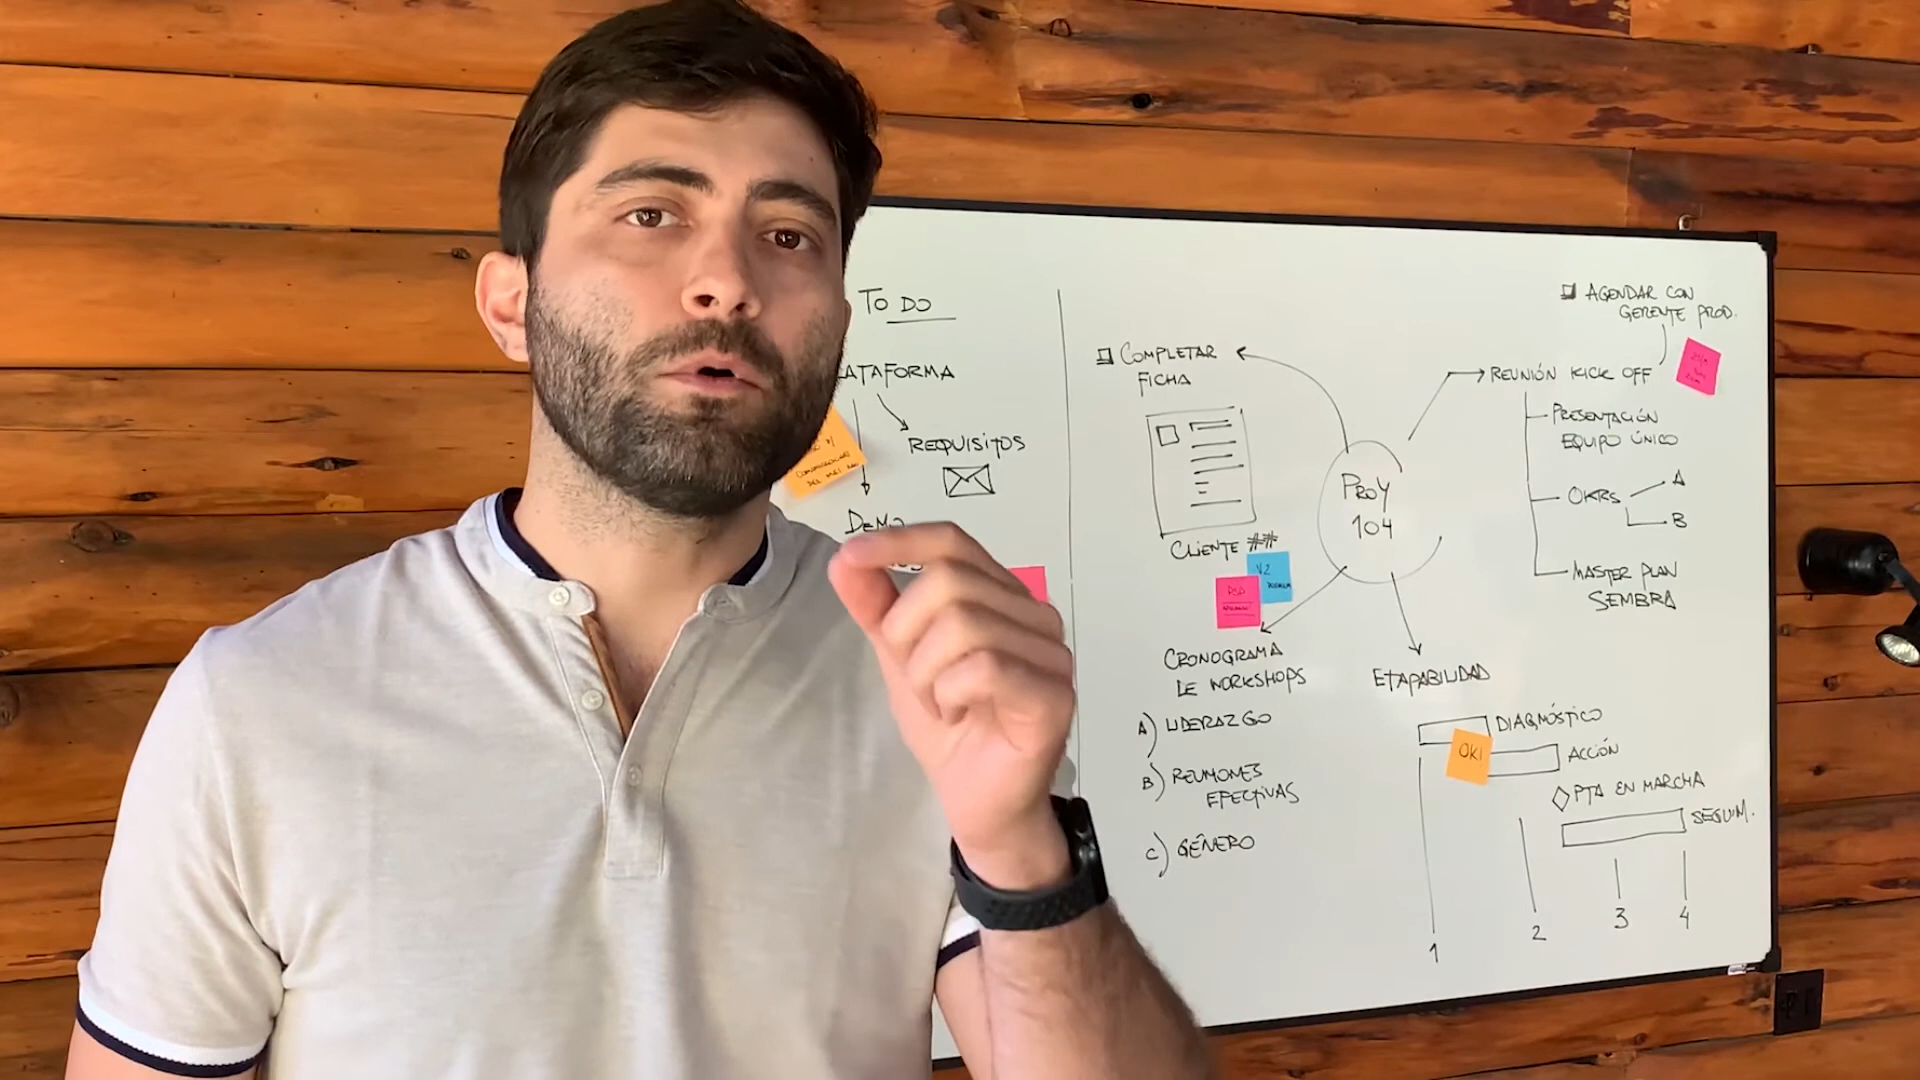 TO DO
REQUISITOS
DEMO
COMPLETAR
FICHA
CLIENTE ##
V2
CRONOGRAMA
DE WORKSHOPS
A) LIDERAZGO
B) REUNIONES
EFECTIVAS
C) GÉNERO
PROY
104
AGENDAR CON
GERENTE PROD.
REUNIÓN KICK OFF
PRESENTACIÓN
EQUIPO ÚNICO
OKRs
A
B
MASTER PLAN
SIEMBRA
ETAPABILIDAD
DIAGNÓSTICO
OK!
ACCIÓN
PTA EN MARCHA
SEGUIM.
1
2
3
4